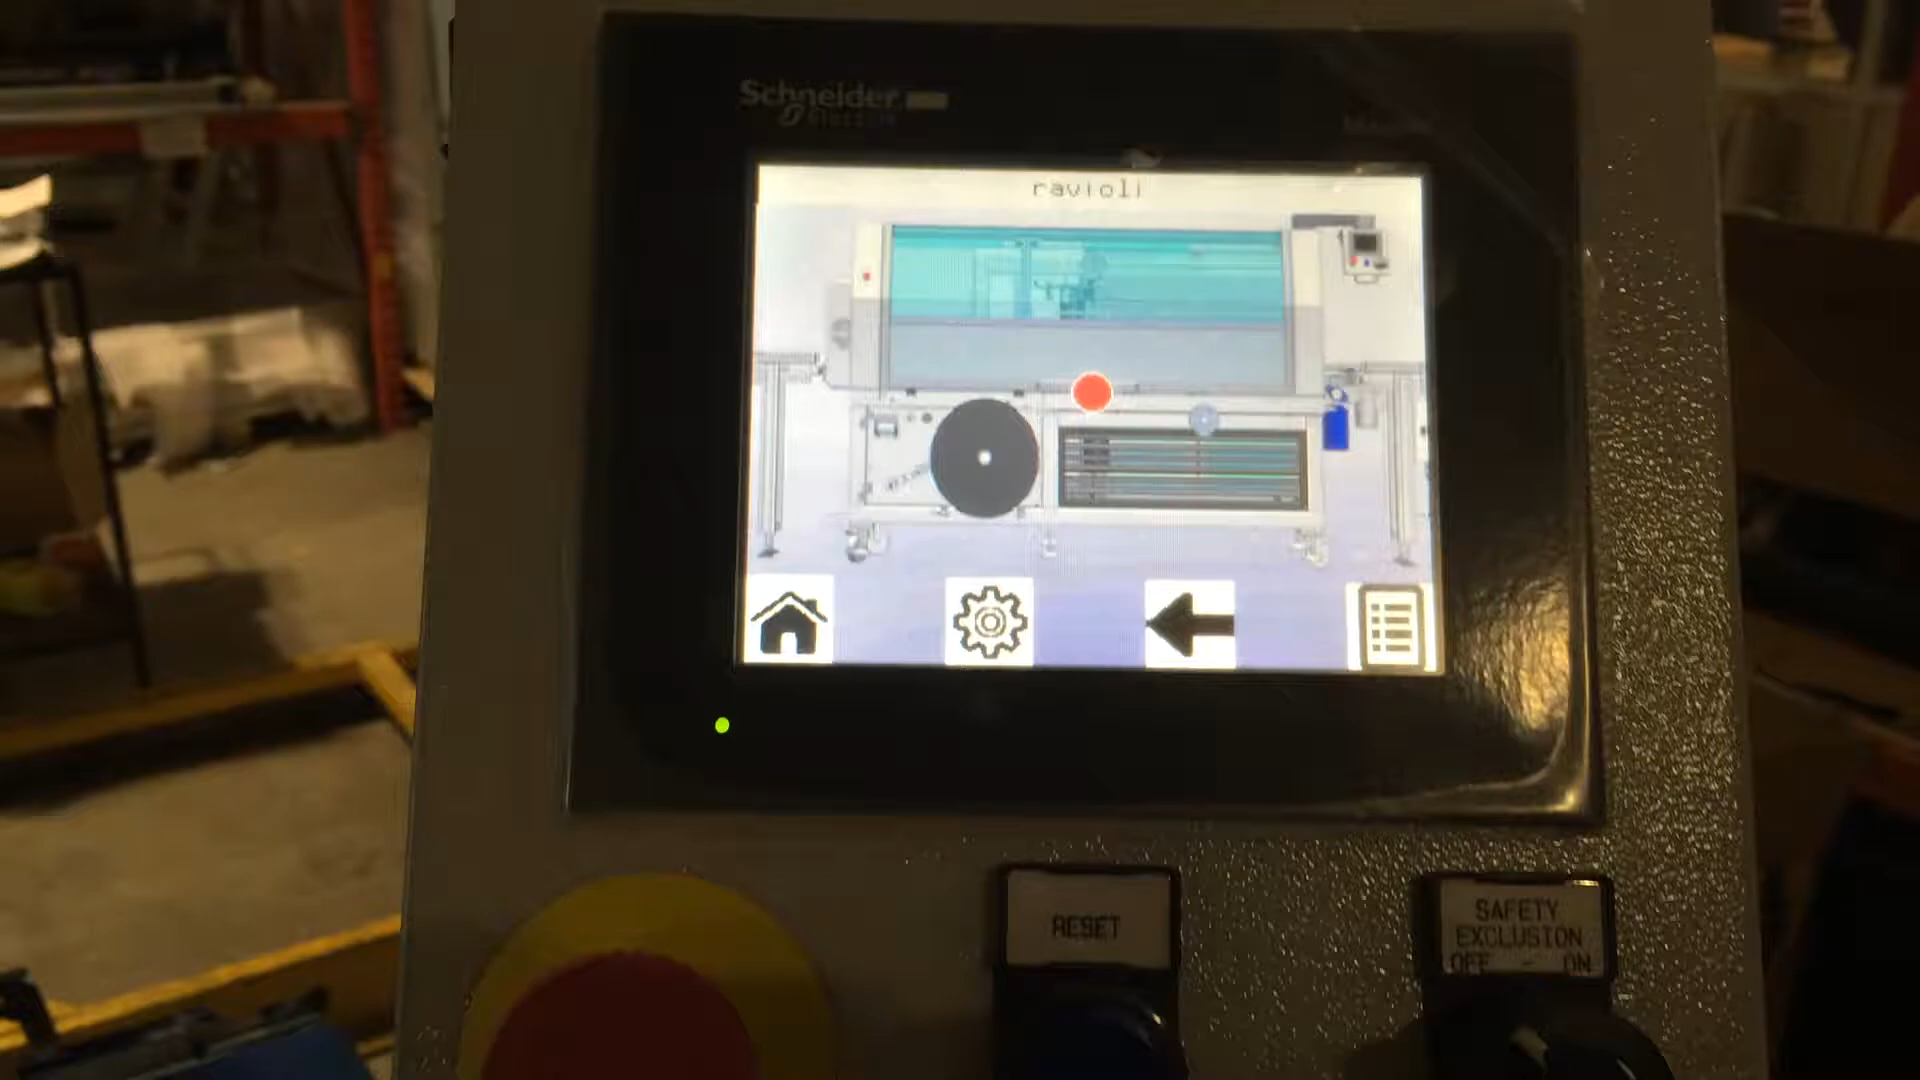 Schneider
Electric
ravioli
RESET
SAFETY
EXCLUSION
OFF - ON